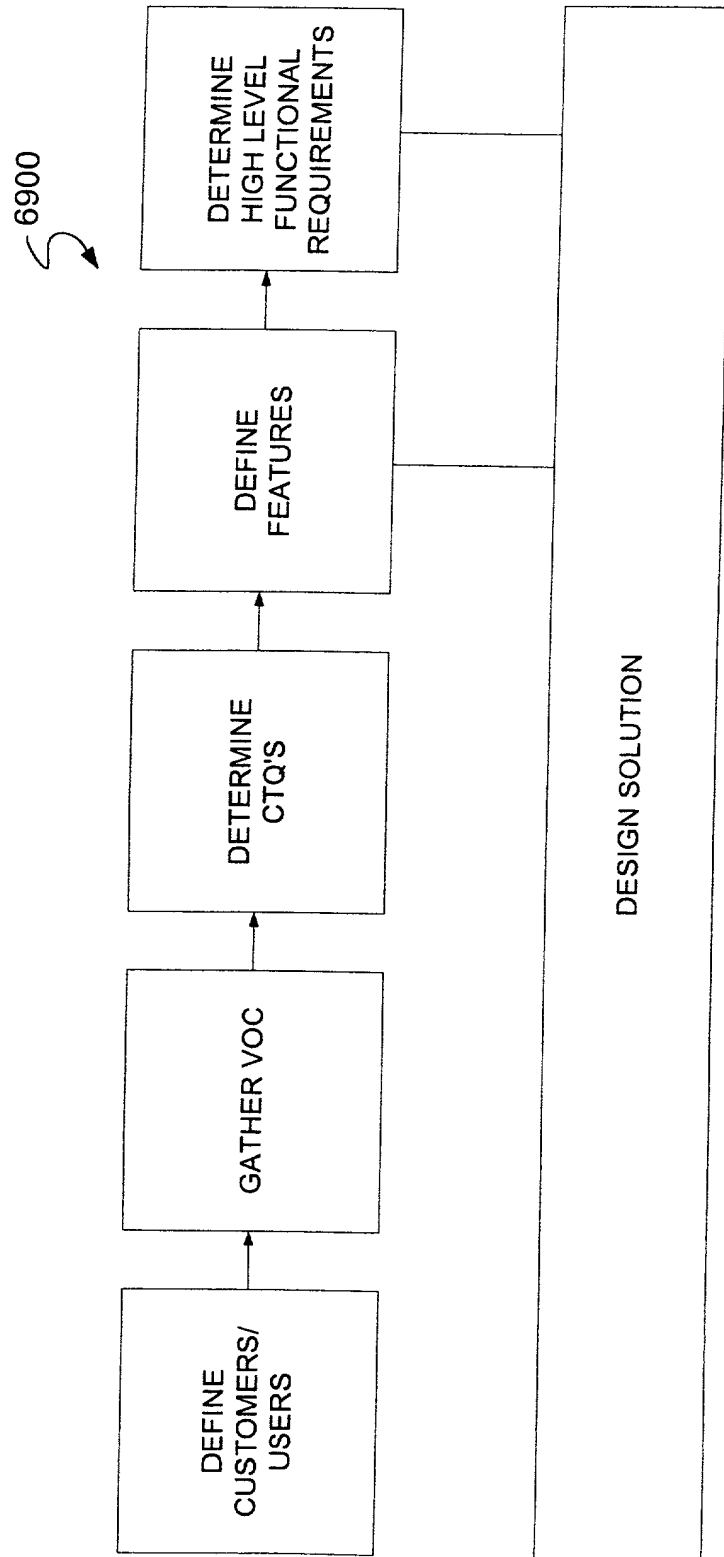 6900
DEFINE
CUSTOMERS/
USERS
GATHER VOC
DETERMINE
CTQ'S
DEFINE
FEATURES
DETERMINE
HIGH LEVEL
FUNCTIONAL
REQUIREMENTS
DESIGN SOLUTION